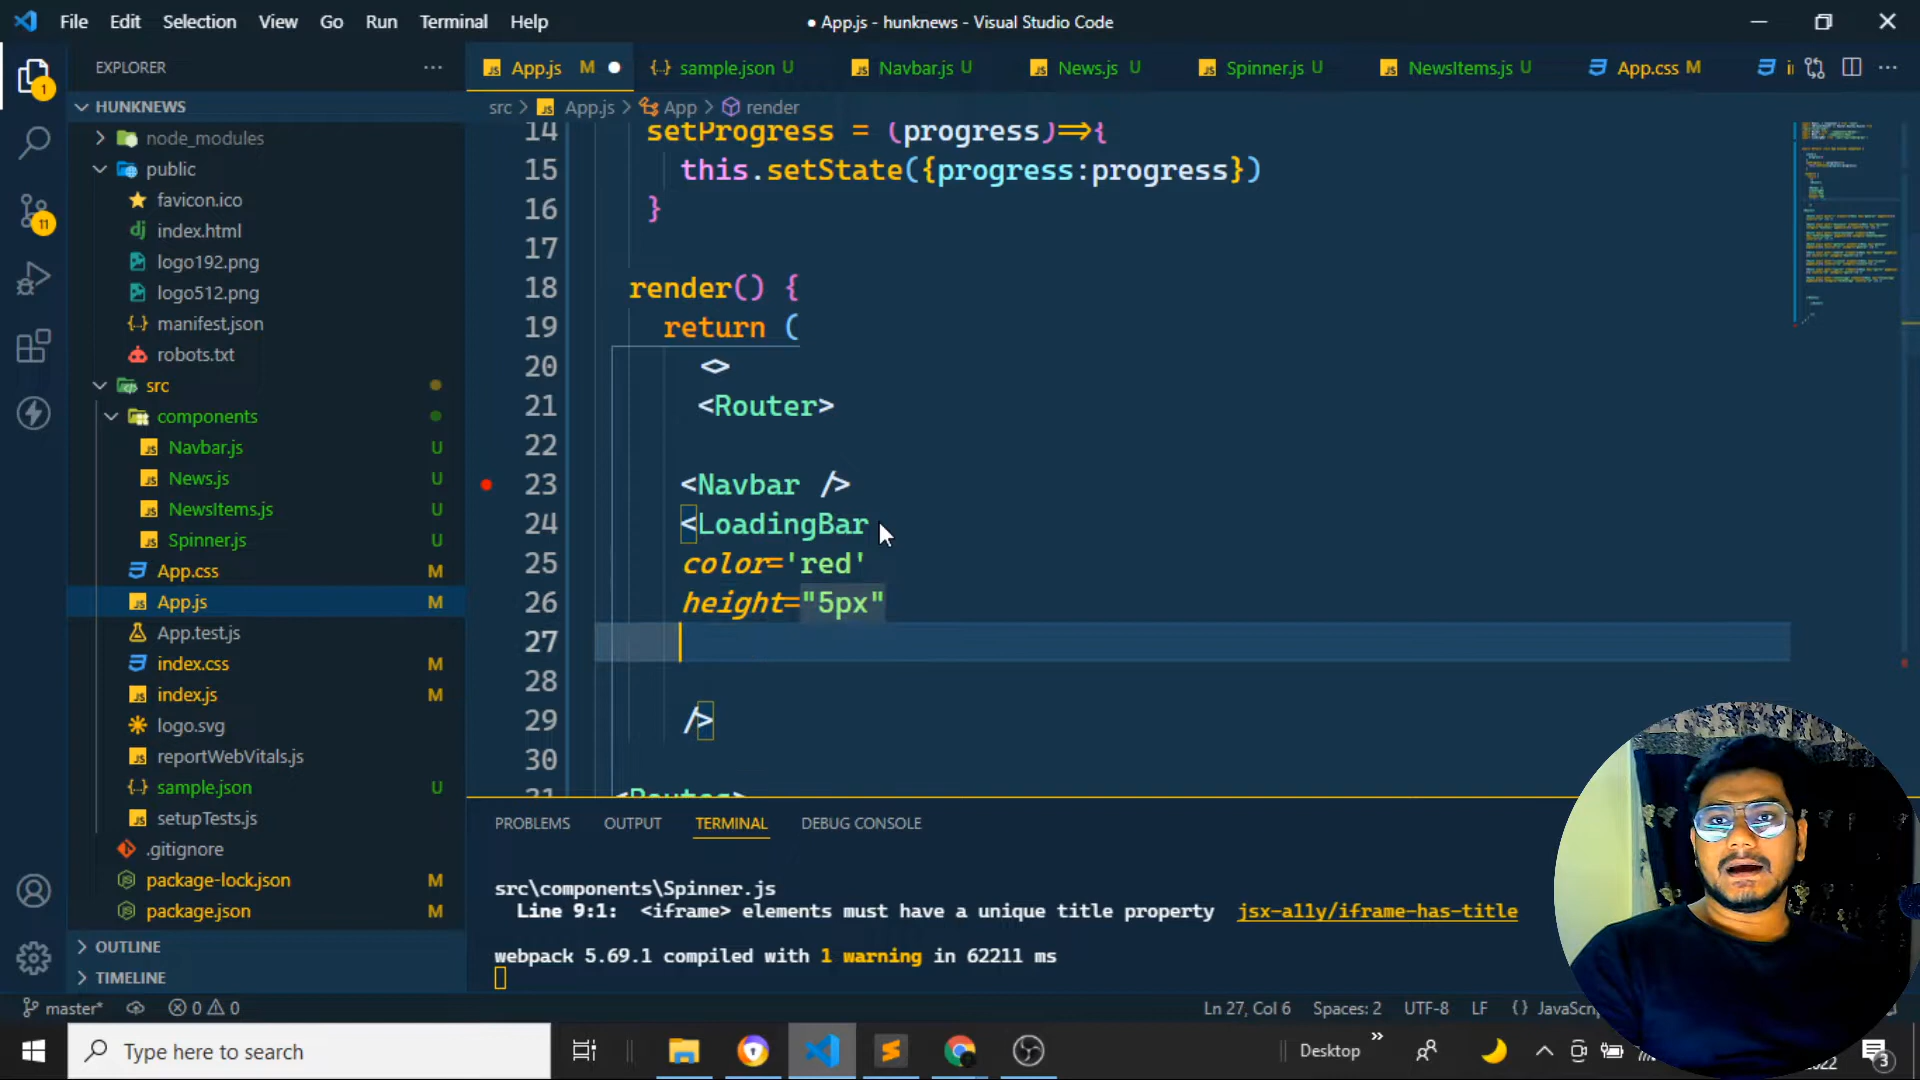 File Edit Selection View Go Run Terminal Help
● App.js - hunknews - Visual Studio Code
EXPLORER
HUNKNEWS
node_modules
public
favicon.ico
index.html
logo192.png
logo512.png
manifest.json
robots.txt
src
components
Navbar.js U
News.js U
NewsItems.js U
Spinner.js U
App.css M
App.js M
App.test.js
index.css M
index.js M
logo.svg
reportWebVitals.js
sample.json U
setupTests.js
.gitignore
package-lock.json M
package.json M
OUTLINE
TIMELINE
1
11
App.js M
sample.json U
Navbar.js U
News.js U
Spinner.js U
NewsItems.js U
App.css M
src > App.js > App > render
14 setProgress = (progress)=>{
15 this.setState({progress:progress})
16 }
17
18 render() {
19 return (
20 <>
21 <Router>
22
23 <Navbar />
24 <LoadingBar
25 color='red'
26 height="5px"
27
28
29 />
30
31 <Routes>
PROBLEMS OUTPUT TERMINAL DEBUG CONSOLE
src\components\Spinner.js
Line 9:1: <iframe> elements must have a unique title property jsx-a11y/iframe-has-title
webpack 5.69.1 compiled with 1 warning in 62211 ms
master* 0 0
Ln 27, Col 6 Spaces: 2 UTF-8 LF {} JavaSc
Type here to search
Desktop
2022
3